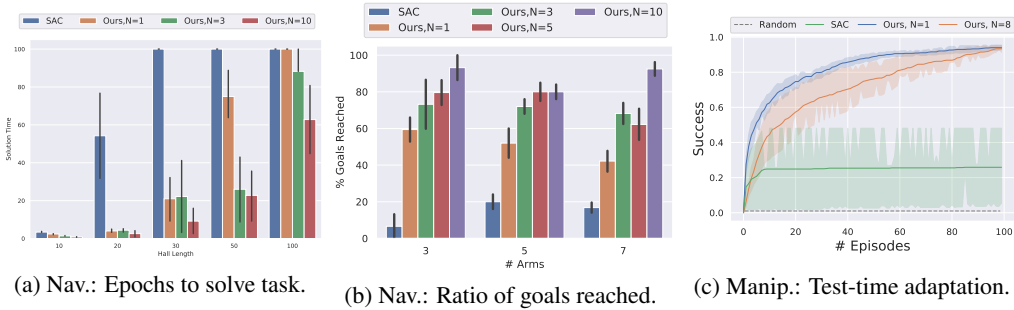 SAC
Ours,N=1
Ours,N=3
Ours,N=10
100
80
60
40
20
0
Solution Time
10
20
30
50
100
Hall Length
(a) Nav.: Epochs to solve task.
SAC
Ours,N=3
Ours,N=10
Ours,N=1
Ours,N=5
100
80
60
40
20
0
% Goals Reached
3
5
7
# Arms
(b) Nav.: Ratio of goals reached.
Random
SAC
Ours, N=1
Ours, N=8
1.0
0.8
0.6
0.4
0.2
0.0
Success
0
20
40
60
80
100
# Episodes
(c) Manip.: Test-time adaptation.